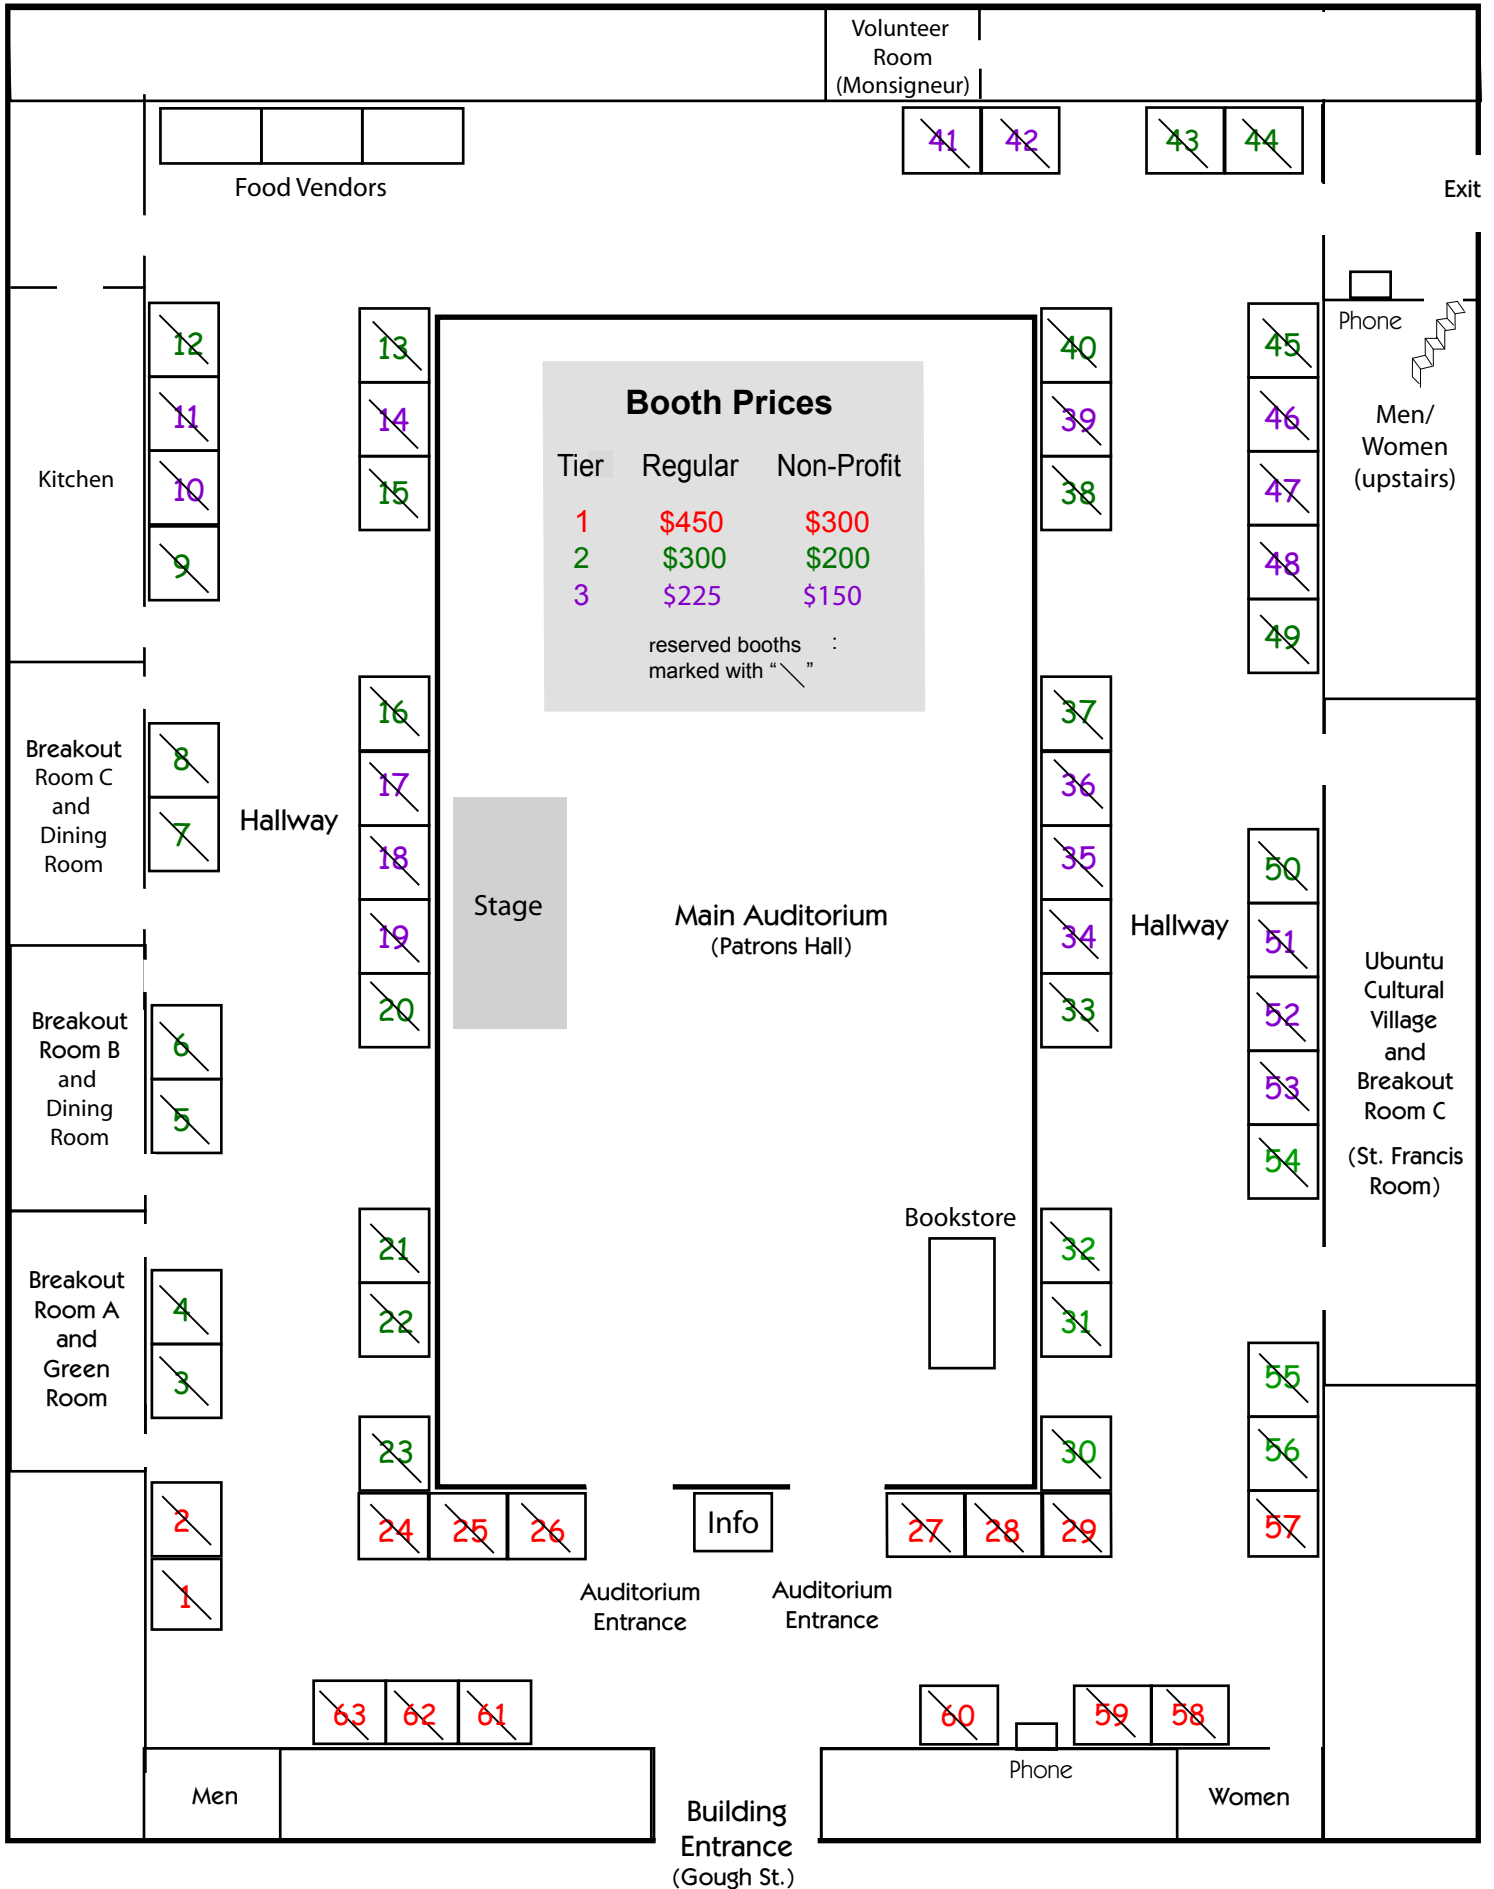 Volunteer
Room
(Monsigneur)
41 42 43 44
Food Vendors
Exit
Phone
12
11
10
9
13
14
15
40
39
38
45
46
47
48
49
Kitchen
Men/
Women
(upstairs)
Booth Prices
Tier Regular Non-Profit
1 $450 $300
2 $300 $200
3 $225 $150
reserved booths :
marked with “\”
Breakout
Room C
and
Dining
Room
8
7
Hallway
16
17
18
19
20
Stage
Main Auditorium
(Patrons Hall)
37
36
35
34
33
Hallway
50
51
52
53
54
Ubuntu
Cultural
Village
and
Breakout
Room C
(St. Francis
Room)
Breakout
Room B
and
Dining
Room
6
5
21
22
Bookstore
32
31
Breakout
Room A
and
Green
Room
4
3
23
30
55
56
57
2
1
24 25 26
Info
27 28 29
Auditorium
Entrance
Auditorium
Entrance
63 62 61
60 59 58
Phone
Men
Women
Building
Entrance
(Gough St.)